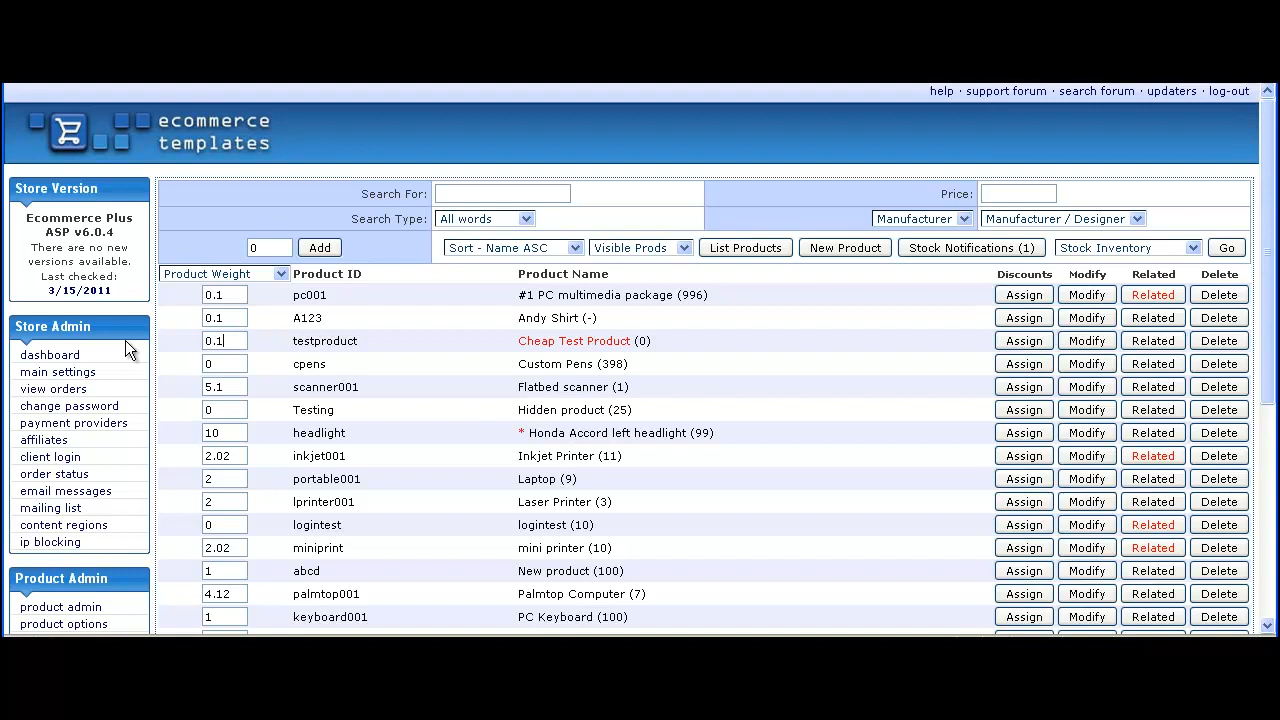 help · support forum · search forum · updaters · log-out
ecommerce
templates
Store Version
Ecommerce Plus
ASP v6.0.4
There are no new
versions available.
Last checked:
3/15/2011
Store Admin
dashboard
main settings
view orders
change password
payment providers
affiliates
client login
order status
email messages
mailing list
content regions
ip blocking
Product Admin
product admin
product options
Search For: Price:
Search Type: All words Manufacturer Manufacturer / Designer
0 Add Sort - Name ASC Visible Prods List Products New Product Stock Notifications (1) Stock Inventory Go
Product Weight Product ID Product Name Discounts Modify Related Delete
0.1 pc001 #1 PC multimedia package (996) Assign Modify Related Delete
0.1 A123 Andy Shirt (-) Assign Modify Related Delete
0.1 testproduct Cheap Test Product (0) Assign Modify Related Delete
0 cpens Custom Pens (398) Assign Modify Related Delete
5.1 scanner001 Flatbed scanner (1) Assign Modify Related Delete
0 Testing Hidden product (25) Assign Modify Related Delete
10 headlight * Honda Accord left headlight (99) Assign Modify Related Delete
2.02 inkjet001 Inkjet Printer (11) Assign Modify Related Delete
2 portable001 Laptop (9) Assign Modify Related Delete
2 lprinter001 Laser Printer (3) Assign Modify Related Delete
0 logintest logintest (10) Assign Modify Related Delete
2.02 miniprint mini printer (10) Assign Modify Related Delete
1 abcd New product (100) Assign Modify Related Delete
4.12 palmtop001 Palmtop Computer (7) Assign Modify Related Delete
1 keyboard001 PC Keyboard (100) Assign Modify Related Delete